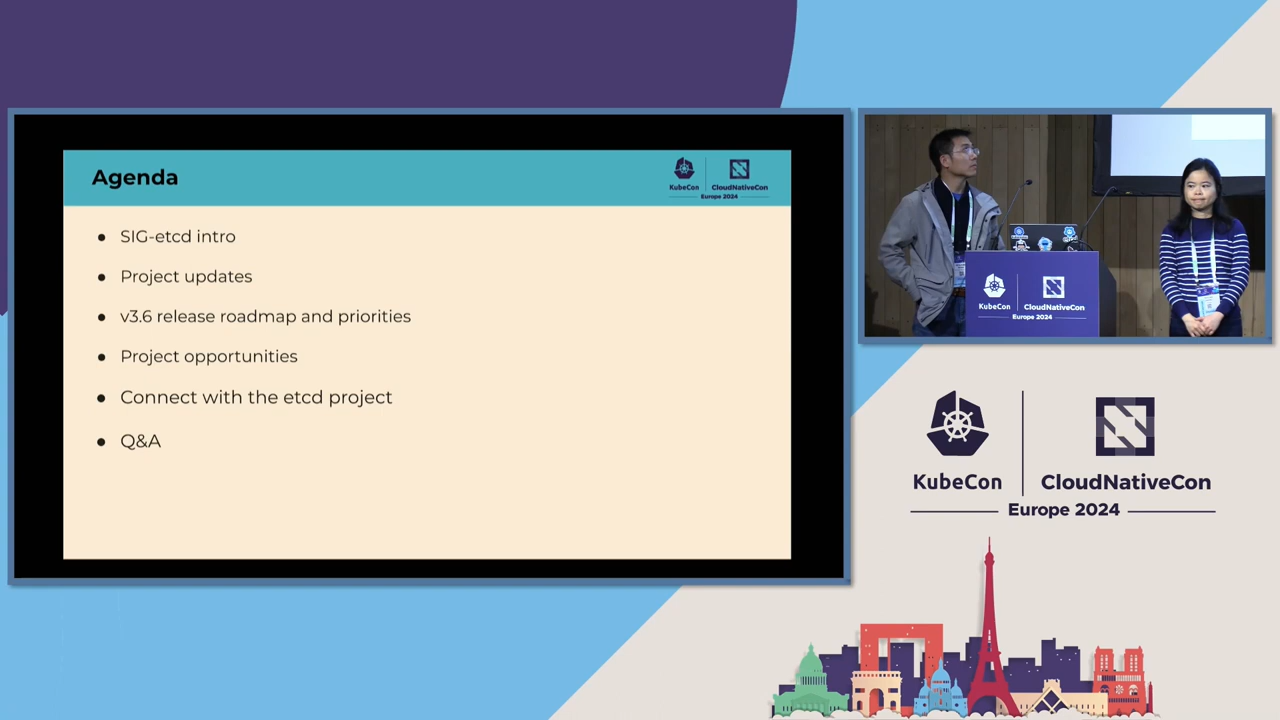 Agenda
KubeCon
CloudNativeCon
Europe 2024
SIG-etcd intro
Project updates
v3.6 release roadmap and priorities
Project opportunities
Connect with the etcd project
Q&A
KubeCon
CloudNativeCon
Europe 2024
KubeCon
CloudNativeCon
Europe 2024